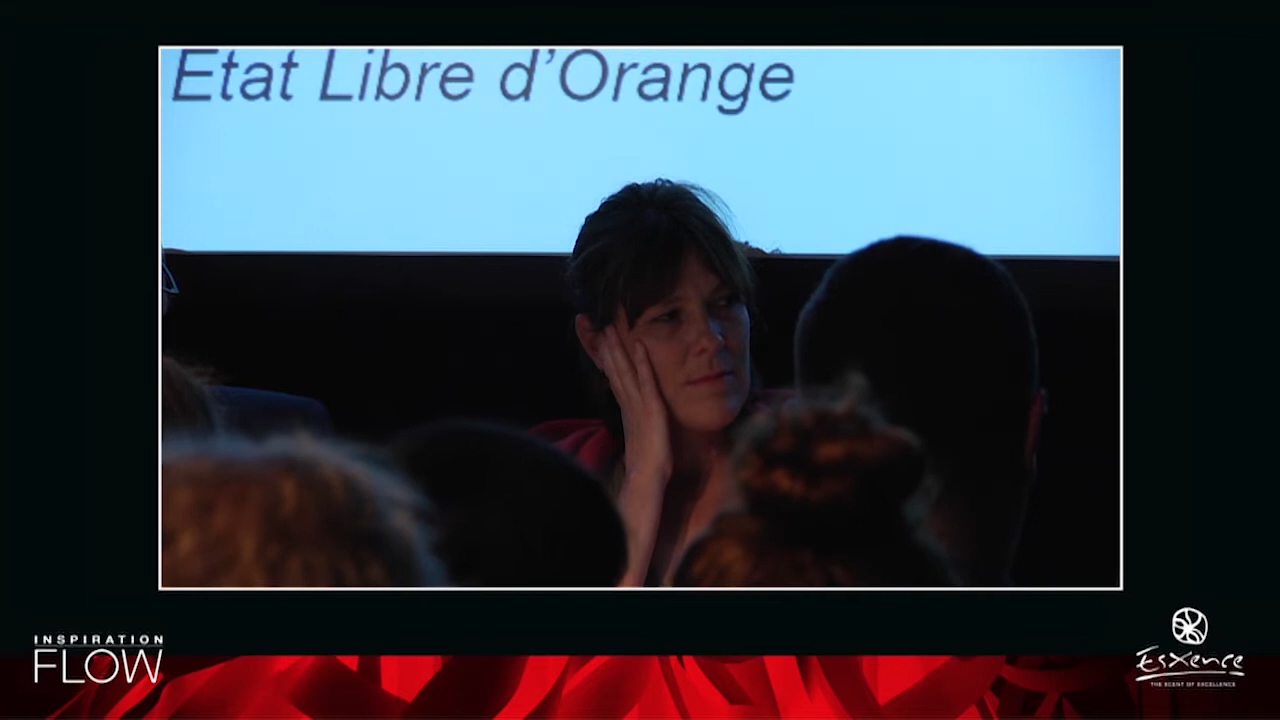 Etat Libre d'Orange
INSPIRATION
FLOW
EsXence
THE SCENT OF EXCELLENCE